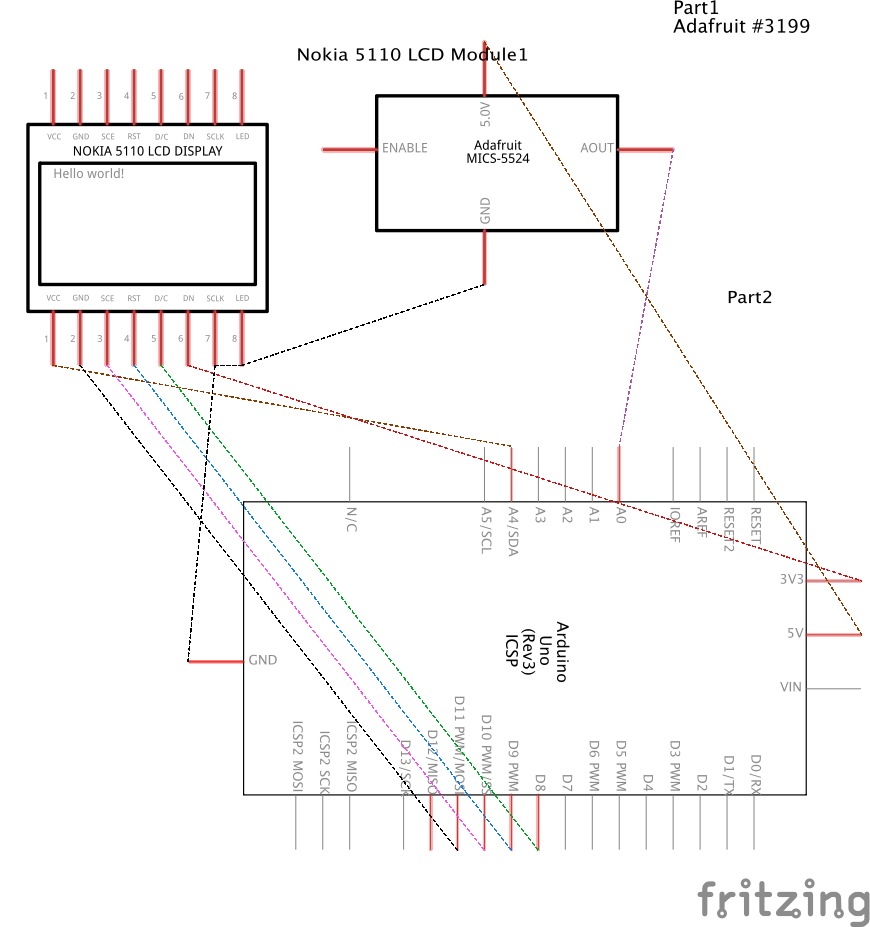 Part1
Adafruit #3199
Nokia 5110 LCD Module1
1 2 3 4 5 6 7 8
VCC GND SCE RST D/C DN SCLK LED
NOKIA 5110 LCD DISPLAY
Hello world!
VCC GND SCE RST D/C DN SCLK LED
1 2 3 4 5 6 7 8
5.0V
ENABLE
Adafruit
MICS-5524
AOUT
GND
Part2
N/C
A5/SCL
A4/SDA
A3
A2
A1
A0
IOREF
AREF
RESET2
RESET
3V3
5V
VIN
GND
Arduino
Uno
(Rev3)
ICSP
ICSP2 MOSI
ICSP2 SCK
ICSP2 MISO
D13/SCK
D12/MISO
D11 PWM/MOSI
D10 PWM/SS
D9 PWM
D8
D7
D6 PWM
D5 PWM
D4
D3 PWM
D2
D1/TX
D0/RX
fritzing